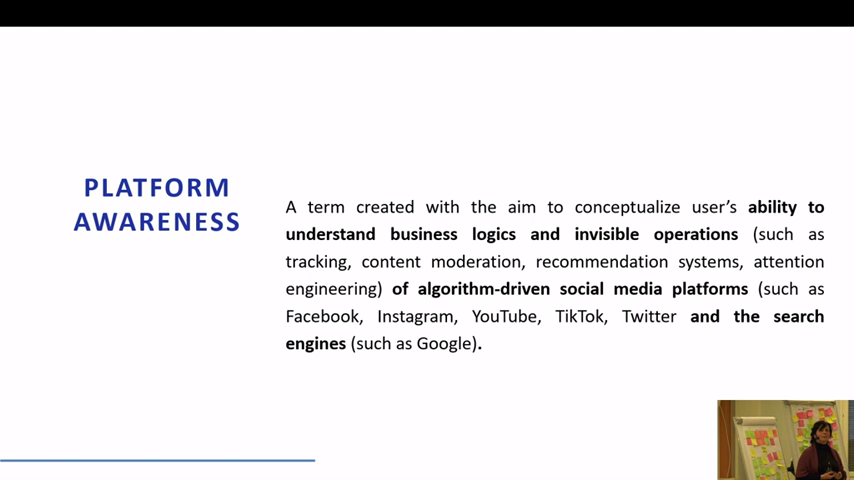 PLATFORM
AWARENESS
A term created with the aim to conceptualize user's ability to
understand business logics and invisible operations (such as
tracking, content moderation, recommendation systems, attention
engineering) of algorithm-driven social media platforms (such as
Facebook, Instagram, YouTube, TikTok, Twitter and the search
engines (such as Google).